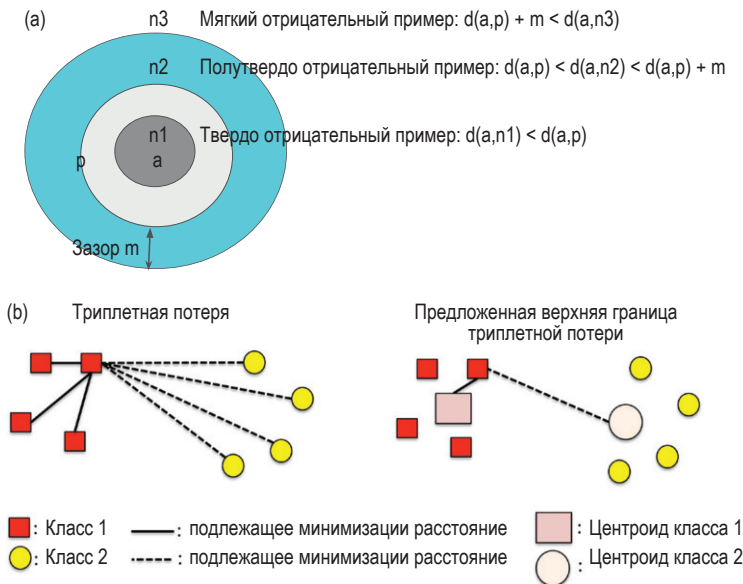 (a)
n3 Мягкий отрицательный пример: d(a,p) + m < d(a,n3)
n2 Полутвердо отрицательный пример: d(a,p) < d(a,n2) < d(a,p) + m
n1 Твердо отрицательный пример: d(a,n1) < d(a,p)
p a
Зазор m
(b) Триплетная потеря
Предложенная верхняя граница
триплетной потери
: Класс 1 : подлежащее минимизации расстояние : Центроид класса 1
: Класс 2 : подлежащее минимизации расстояние : Центроид класса 2